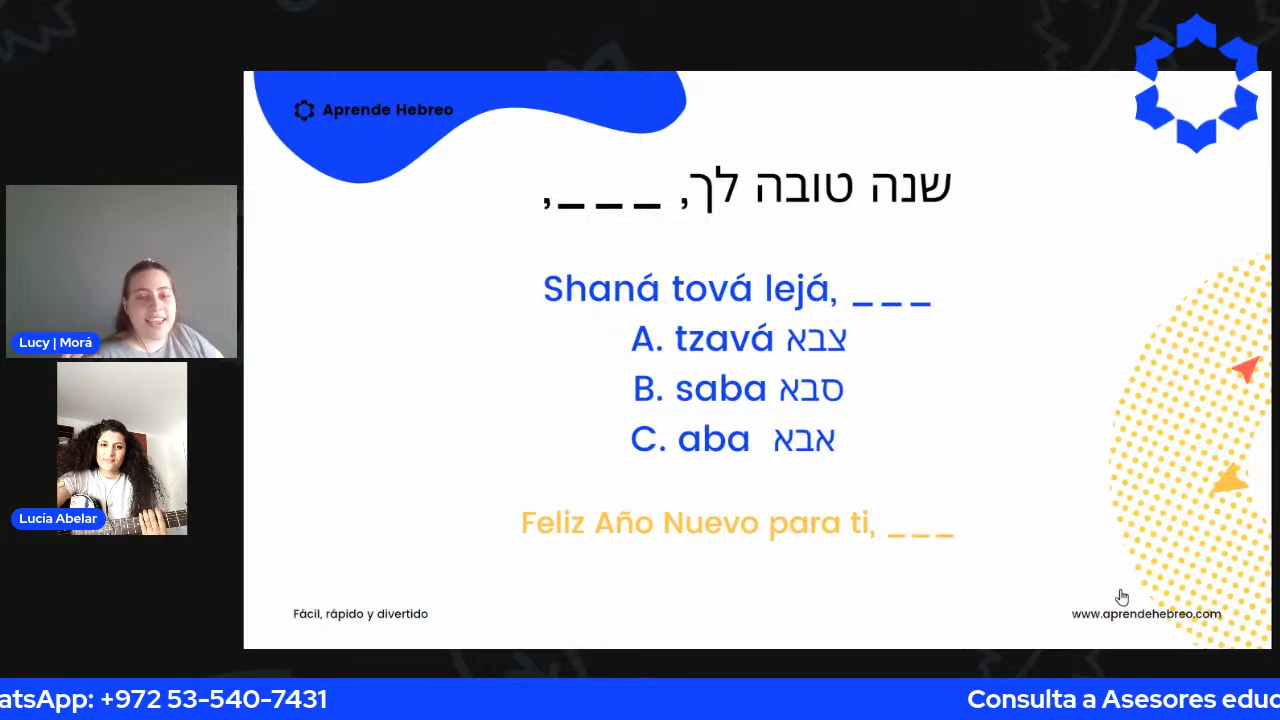 Aprende Hebreo
שנה טובה לך, _ _ _,
Shaná tová lejá, _ _ _
A. tzavá צבא
B. saba סבא
C. aba אבא
Feliz Año Nuevo para ti, _ _ _
Fácil, rápido y divertido
www.aprendehebreo.com
Lucy | Morá
Lucía Abelar
atsApp: +972 53-540-7431
Consulta a Asesores educ